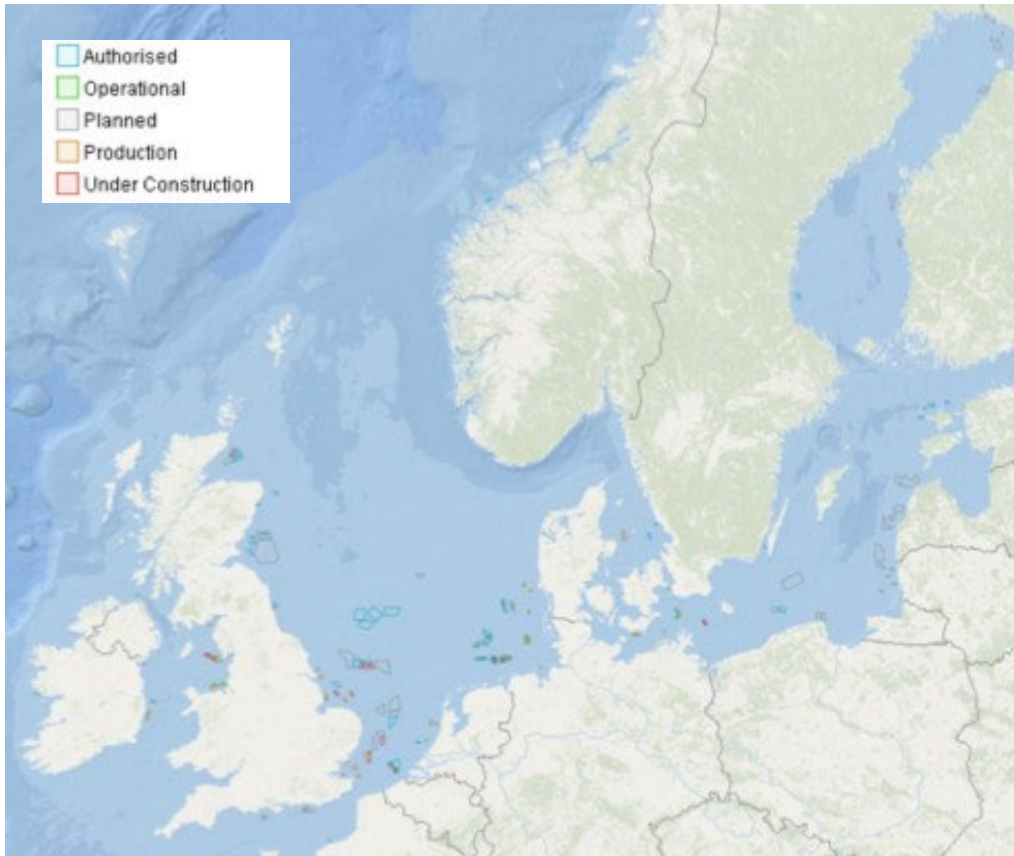 Authorised
Operational
Planned
Production
Under Construction